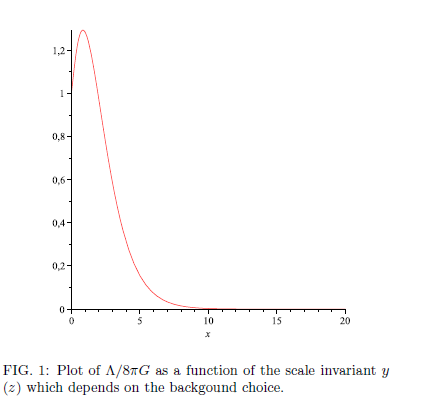 1,2
1
0,8
0,6
0,4
0,2
0
0 5 10 15 20
x
FIG. 1: Plot of Λ/8πG as a function of the scale invariant y
(z) which depends on the backgound choice.